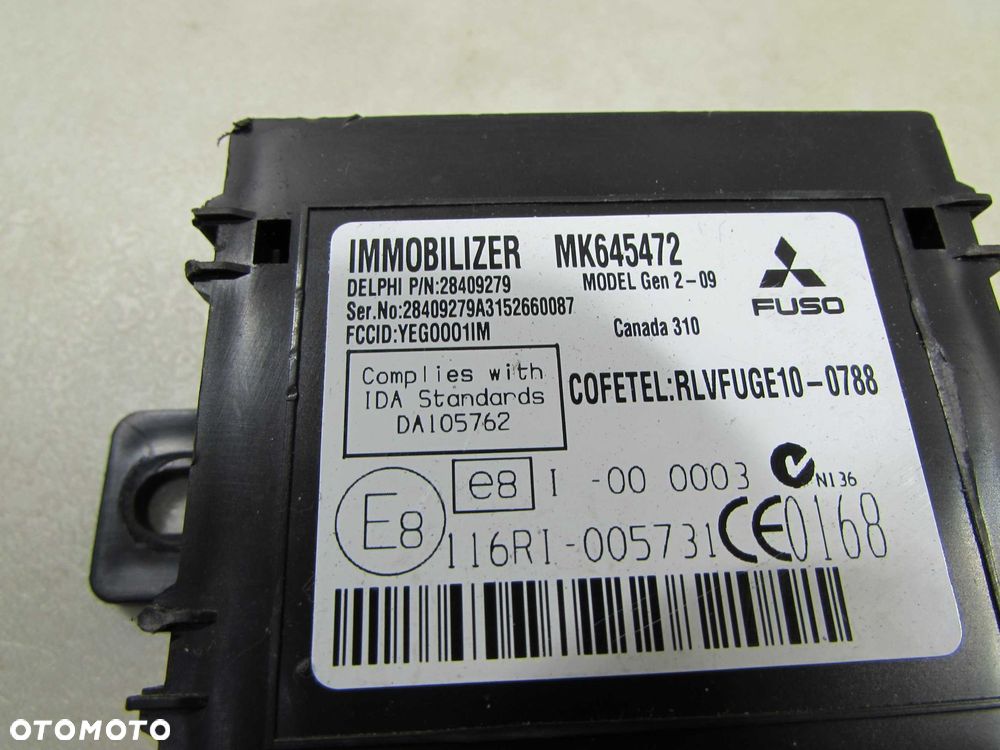 IMMOBILIZER MK645472
DELPHI P/N:28409279 MODEL Gen 2-09
Ser.No:28409279A3152660087
FCCID:YEG0001IM Canada 310
FUSO
Complies with
IDA Standards
DA105762
COFETEL:RLVFUGE10-0788
e8 I -00 0003 N136
E8 116RI-005731 CE0168
OTOMOTO